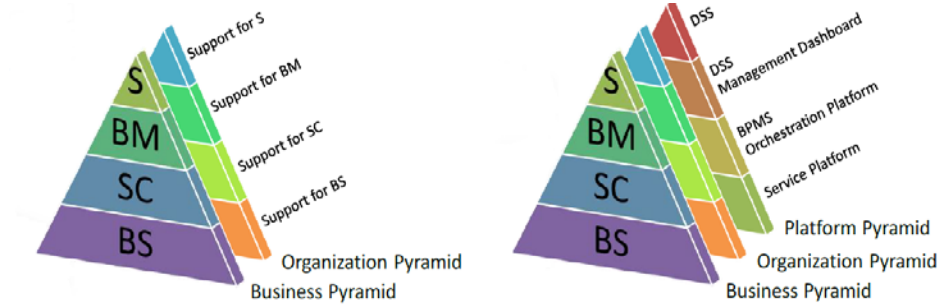 S
BM
SC
BS
Support for S
Support for BM
Support for SC
Support for BS
Organization Pyramid
Business Pyramid
S
BM
SC
BS
DSS
DSS
Management Dashboard
BPMS
Orchestration Platform
Service Platform
Platform Pyramid
Organization Pyramid
Business Pyramid